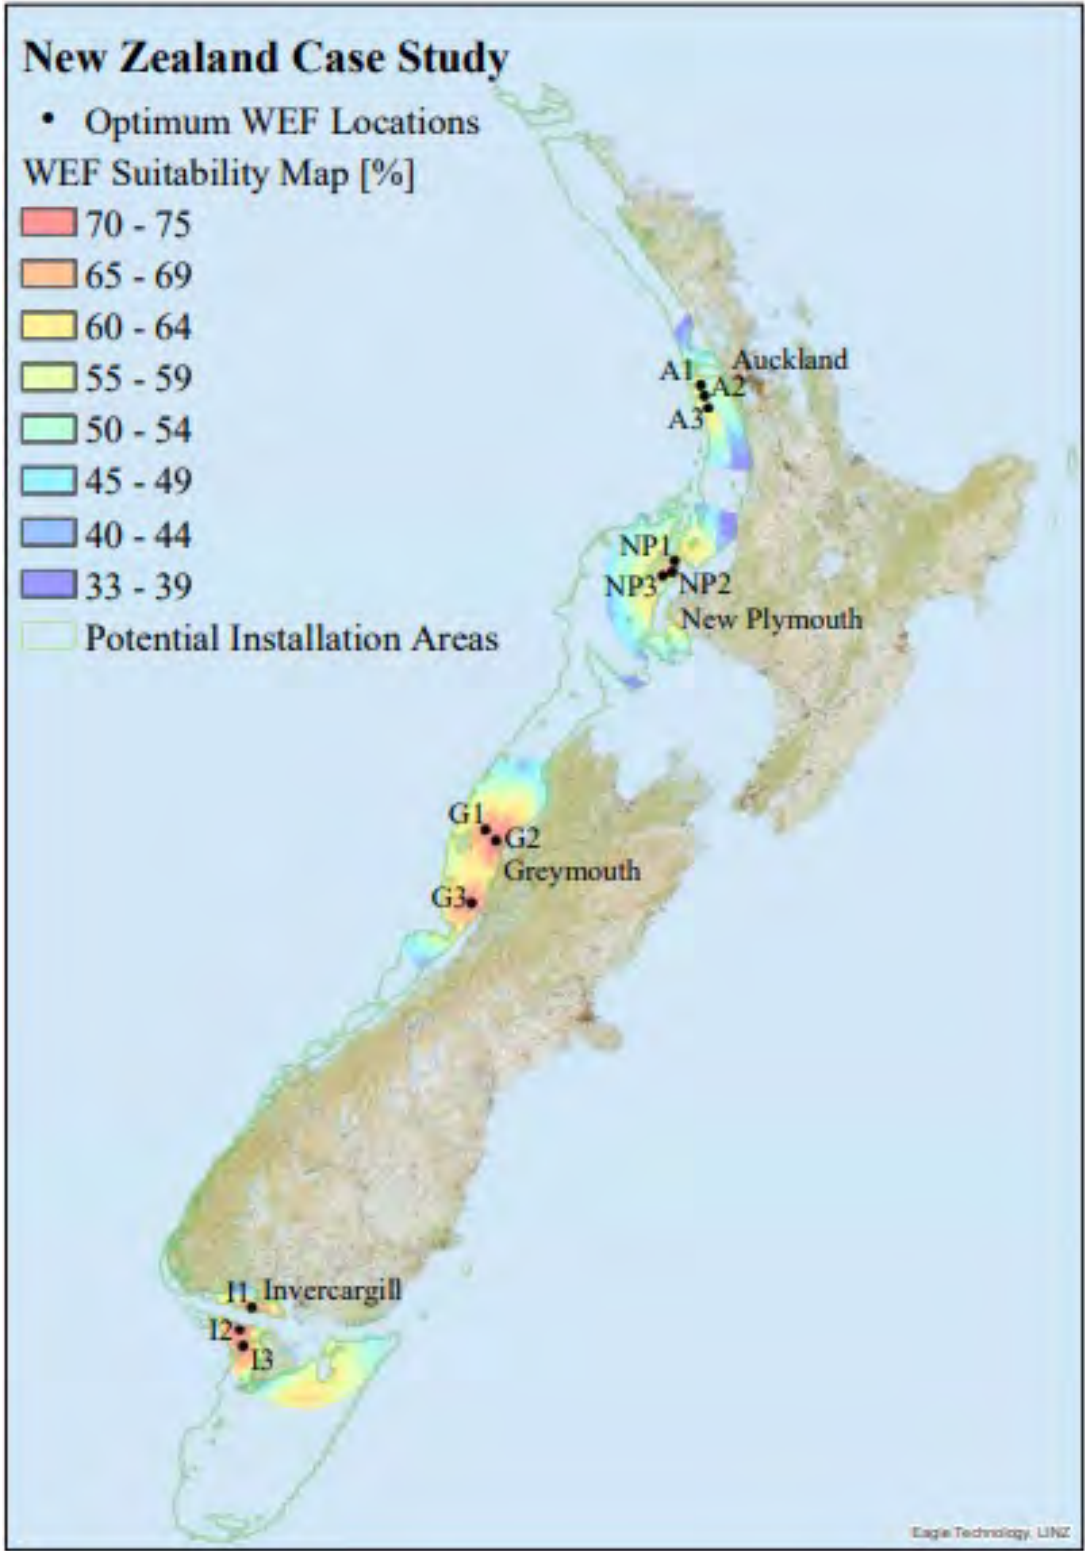 New Zealand Case Study
• Optimum WEF Locations
WEF Suitability Map [%]
70 - 75
65 - 69
60 - 64
55 - 59
50 - 54
45 - 49
40 - 44
33 - 39
Potential Installation Areas
Auckland
A1
A2
A3
NP1
NP3
NP2
New Plymouth
G1
G2
Greymouth
G3
I1
Invercargill
I2
I3
Eagle Technology, LINZ